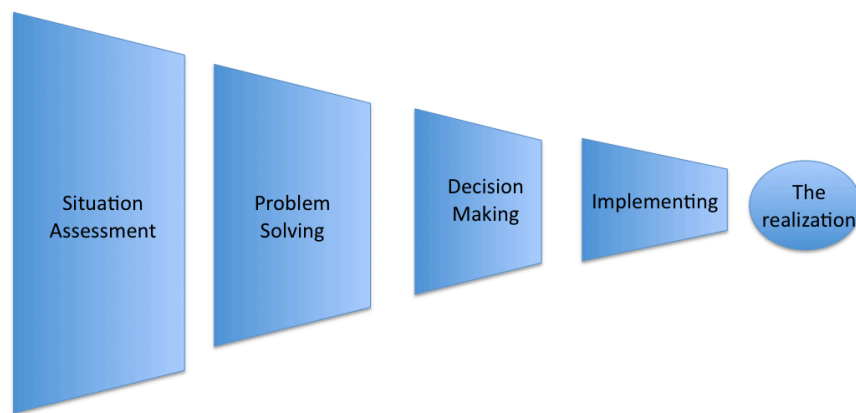 Situation
Assessment
Problem
Solving
Decision
Making
Implementing
The
realization